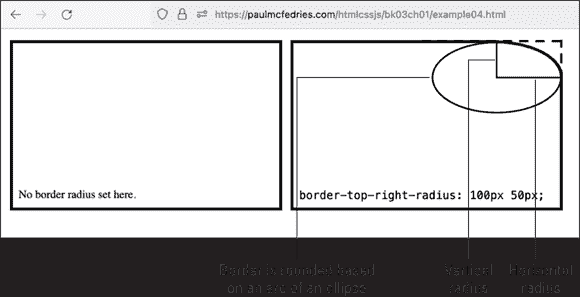 https://paulmcfedries.com/htmlcssjs/bk03ch01/example04.html
No border radius set here.
border-top-right-radius: 100px 50px;
Border is rounded based
on an arc of an ellipse
Vertical
radius
Horizontal
radius